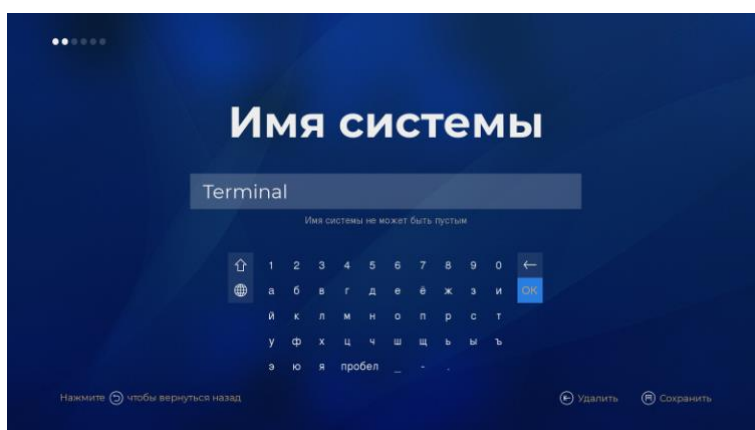 Имя системы
Terminal
Имя системы не может быть пустым
1 2 3 4 5 6 7 8 9 0
а б в г д е ё ж з и OK
й к л м н о п р с т
у ф х ц ч ш щ ь ы ъ
э ю я пробел _ - .
Нажмите чтобы вернуться назад
Удалить
Сохранить